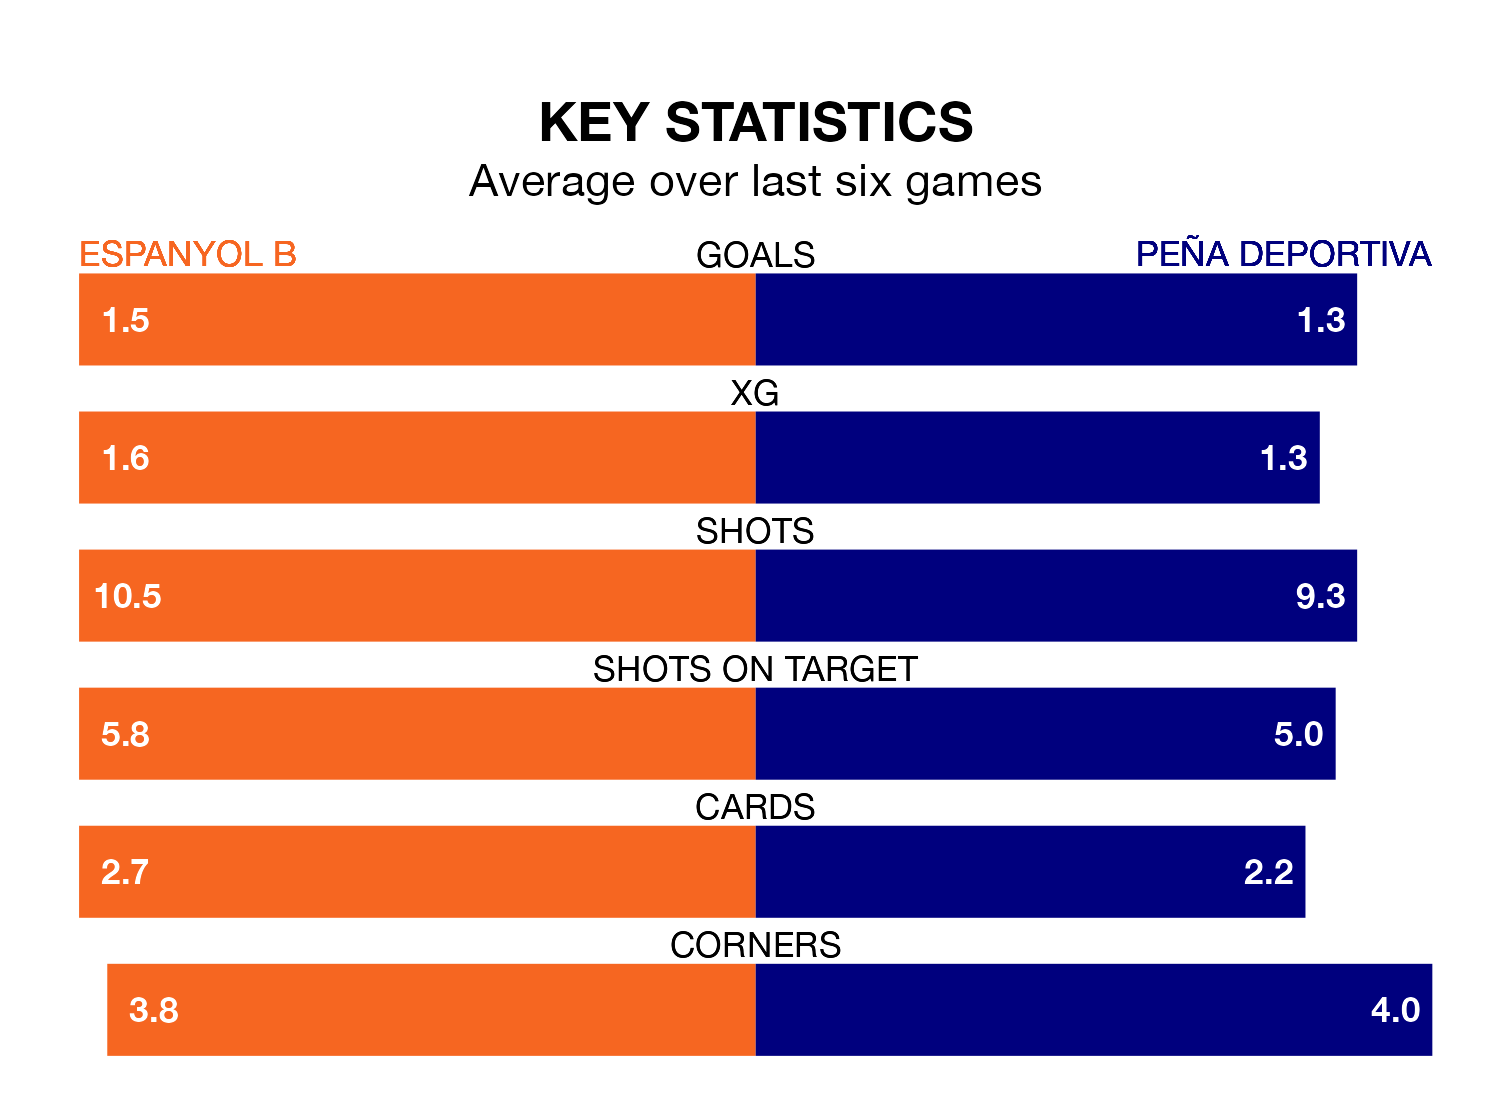 KEY STATISTICS
Average over last six games
ESPANYOL B GOALS PEÑA DEPORTIVA
1.5 1.3
XG
1.6 1.3
SHOTS
10.5 9.3
SHOTS ON TARGET
5.8 5.0
CARDS
2.7 2.2
CORNERS
3.8 4.0